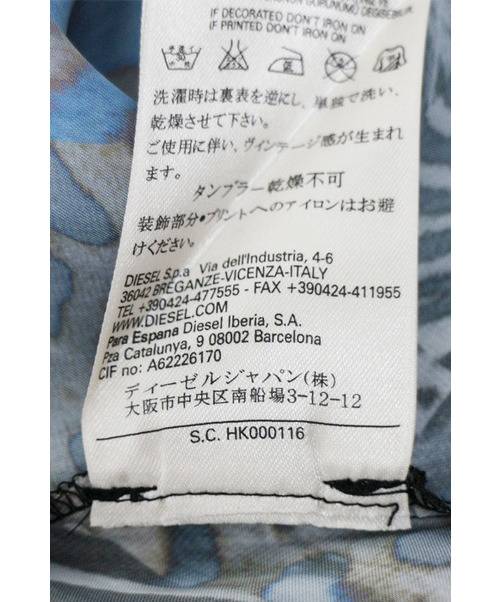 IF DECORATED DON'T IRON ON
IF PRINTED DON'T IRON ON
洗濯時は裏表を逆にし、単独で洗い、
乾燥させて下さい。
ご使用に伴い、ヴィンテージ感が生まれ
ます。
タンブラー乾燥不可
装飾部分・プリントへのアイロンはお避
けください。
DIESEL S.p.a Via dell'Industria, 4-6
36042 BREGANZE-VICENZA-ITALY
TEL +390424-477555 - FAX +390424-411955
WWW.DIESEL.COM
Para Espana Diesel Iberia, S.A.
Pza Catalunya, 9 08002 Barcelona
CIF no: A62226170
ディーゼルジャパン(株)
大阪市中央区南船場3-12-12
S.C. HK000116